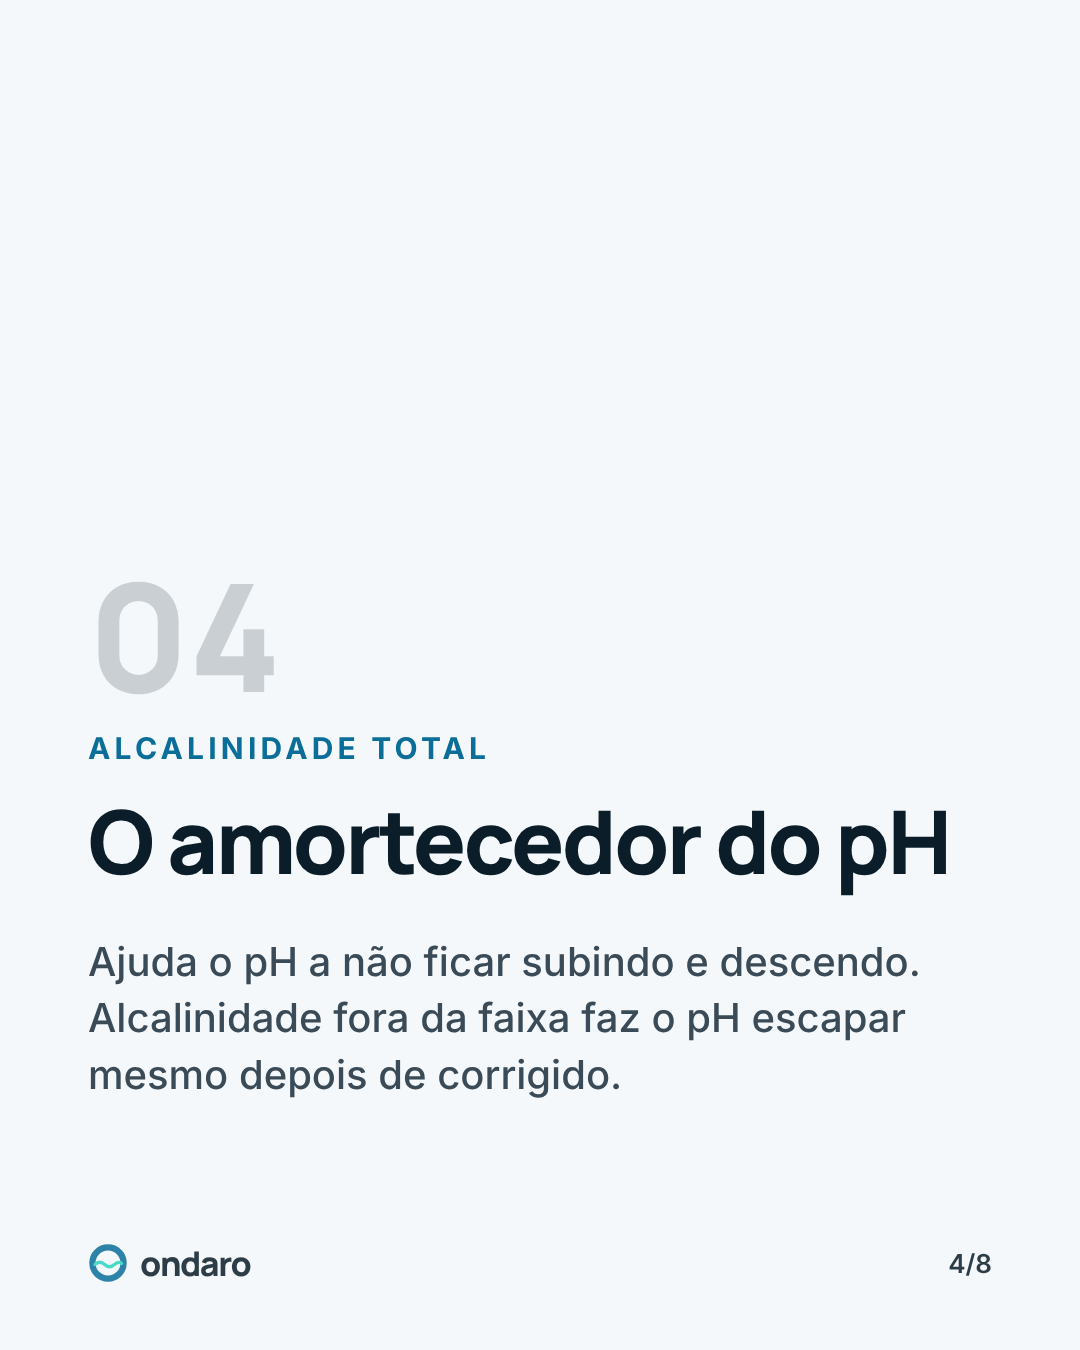 04
ALCALINIDADE TOTAL
O amortecedor do pH
Ajuda o pH a não ficar subindo e descendo.
Alcalinidade fora da faixa faz o pH escapar
mesmo depois de corrigido.
ondaro
4/8